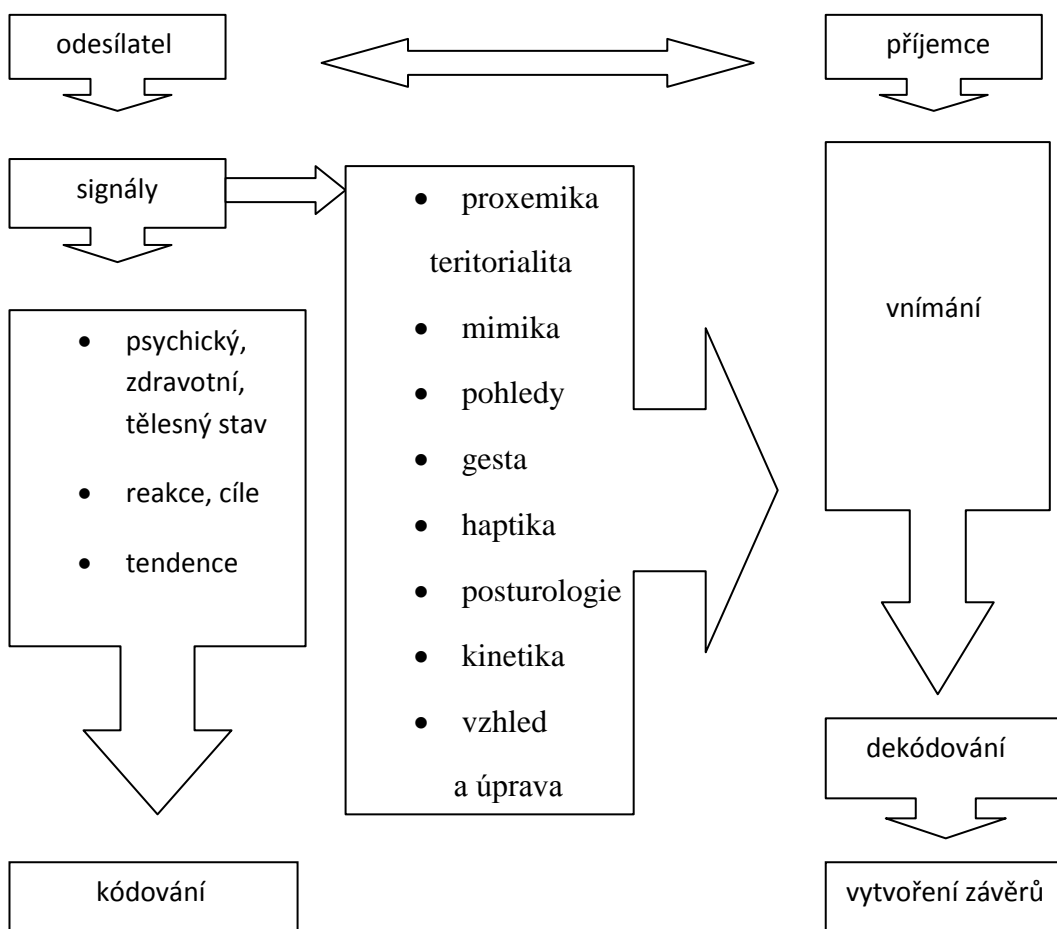 odesílatel
příjemce
signály
• psychický,
zdravotní,
tělesný stav
• reakce, cíle
• tendence
kódování
• proxemika
teritorialita
• mimika
• pohledy
• gesta
• haptika
• posturologie
• kinetika
• vzhled
a úprava
vnímání
dekódování
vytvoření závěrů